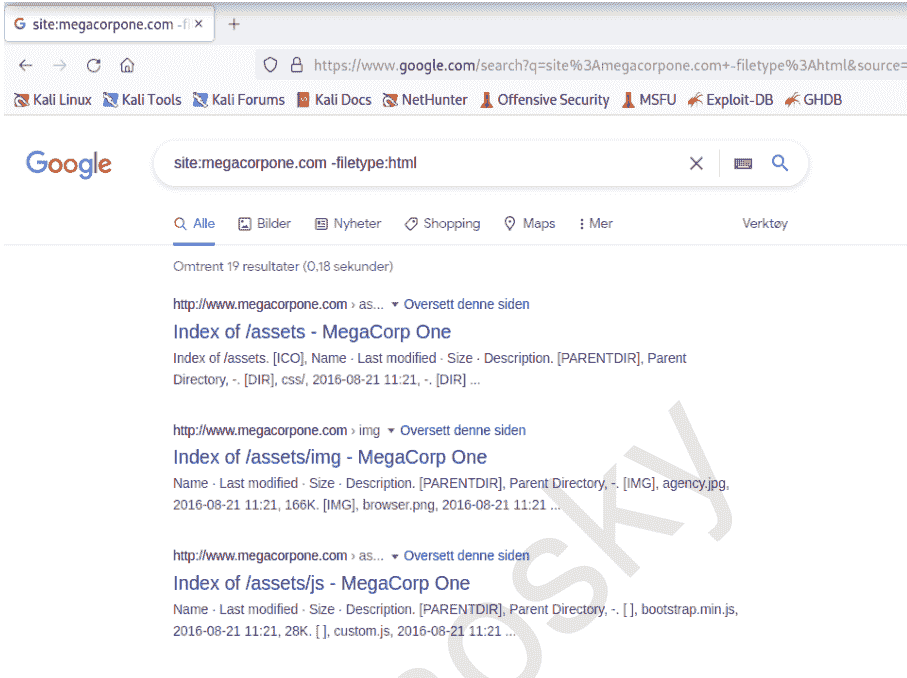 site:megacorpone.com -fi
https://www.google.com/search?q=site%3Amegacorpone.com+-filetype%3Ahtml&source=
Kali Linux Kali Tools Kali Forums Kali Docs NetHunter Offensive Security MSFU Exploit-DB GHDB
Google site:megacorpone.com -filetype:html
Alle Bilder Nyheter Shopping Maps Mer Verktøy
Omtrent 19 resultater (0,18 sekunder)
http://www.megacorpone.com › as... Oversett denne siden
Index of /assets - MegaCorp One
Index of /assets. [ICO], Name · Last modified · Size · Description. [PARENTDIR], Parent
Directory, -. [DIR], css/, 2016-08-21 11:21, -. [DIR] ...
http://www.megacorpone.com › img Oversett denne siden
Index of /assets/img - MegaCorp One
Name · Last modified · Size · Description. [PARENTDIR], Parent Directory, -. [IMG], agency.jpg,
2016-08-21 11:21, 166K. [IMG], browser.png, 2016-08-21 11:21 ...
http://www.megacorpone.com › as... Oversett denne siden
Index of /assets/js - MegaCorp One
Name · Last modified · Size · Description. [PARENTDIR], Parent Directory, -. [ ], bootstrap.min.js,
2016-08-21 11:21, 28K. [ ], custom.js, 2016-08-21 11:21 ...